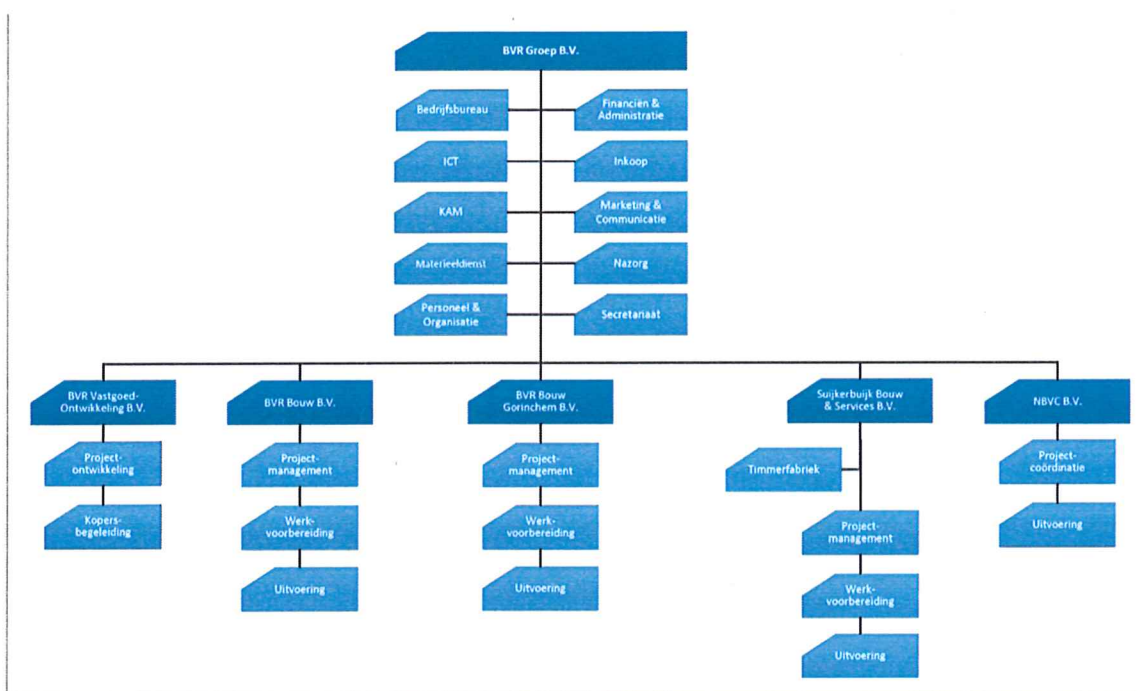 BVR Groep B.V.
Bedrijfsbureau
Financiën &
Administratie
ICT
Inkoop
KAM
Marketing &
Communicatie
Materieeldienst
Nazorg
Personeel &
Organisatie
Secretariaat
BVR Vastgoed-
Ontwikkeling B.V.
Project-
ontwikkeling
Kopers-
begeleiding
BVR Bouw B.V.
Project-
management
Werk-
voorbereiding
Uitvoering
BVR Bouw
Gorinchem B.V.
Project-
management
Werk-
voorbereiding
Uitvoering
Suijkerbuijk Bouw
& Services B.V.
Timmerfabriek
Project-
management
Werk-
voorbereiding
Uitvoering
NBVC B.V.
Project-
coördinatie
Uitvoering